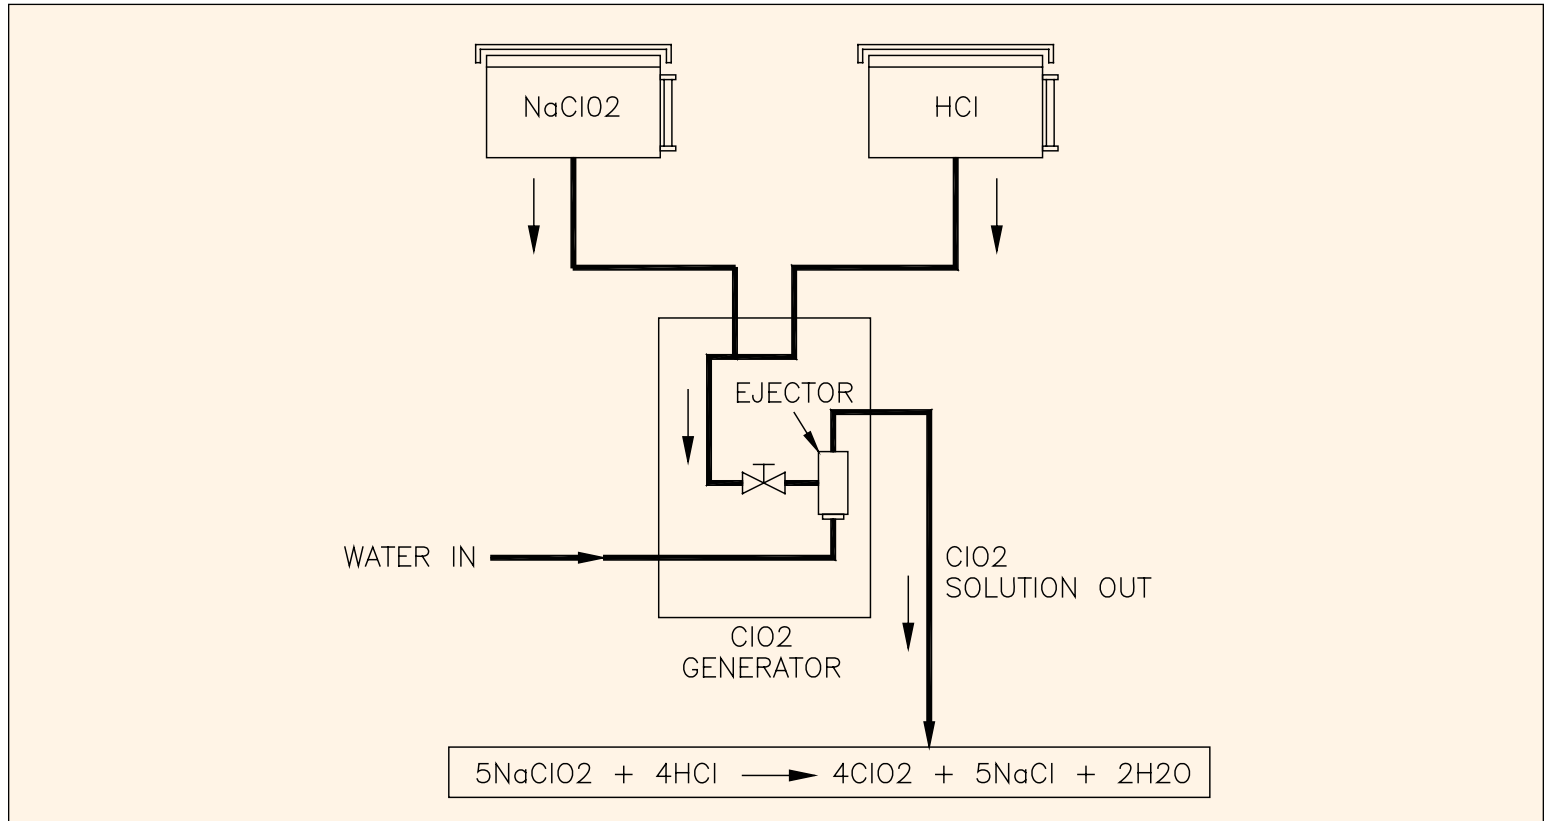 NaClO2
HCl
EJECTOR
WATER IN
ClO2
SOLUTION OUT
ClO2
GENERATOR
5NaClO2 + 4HCl → 4ClO2 + 5NaCl + 2H2O